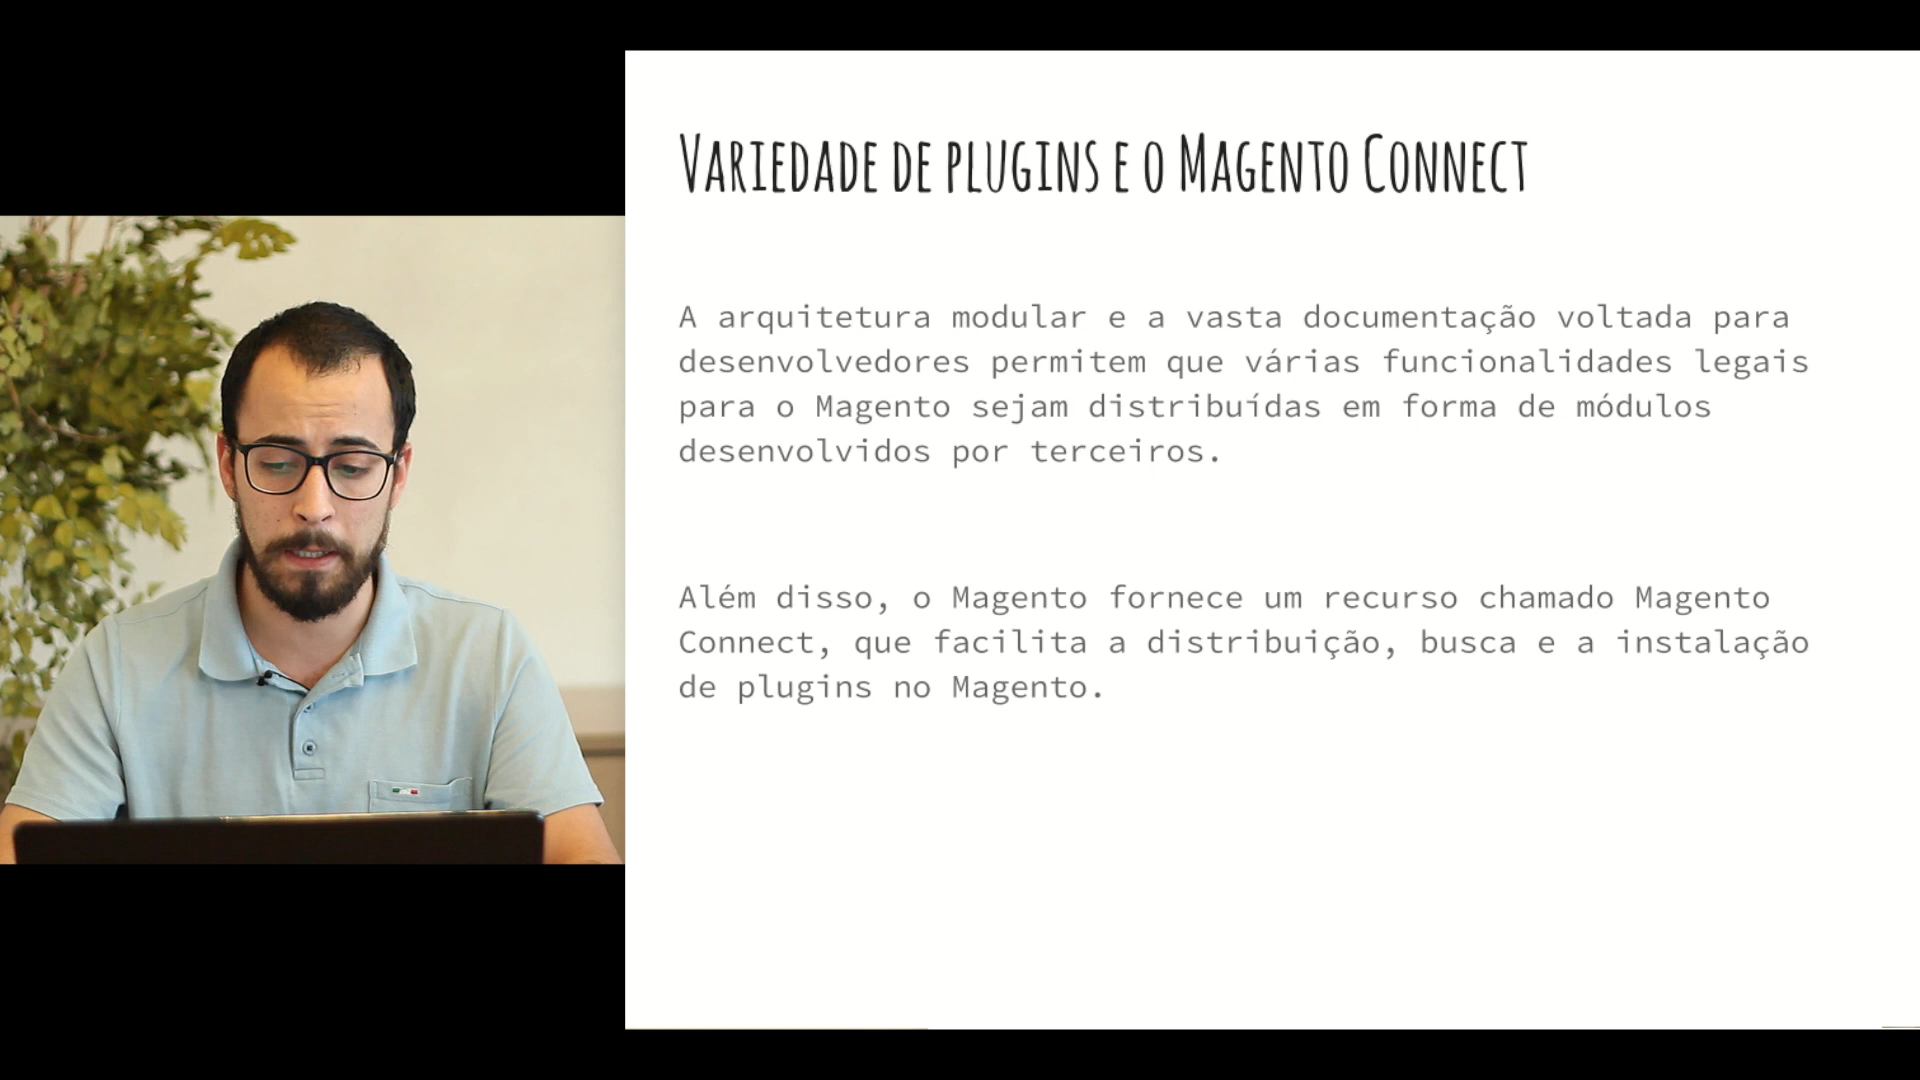 Variedade de plugins e o Magento Connect
A arquitetura modular e a vasta documentação voltada para
desenvolvedores permitem que várias funcionalidades legais
para o Magento sejam distribuídas em forma de módulos
desenvolvidos por terceiros.
Além disso, o Magento fornece um recurso chamado Magento
Connect, que facilita a distribuição, busca e a instalação
de plugins no Magento.